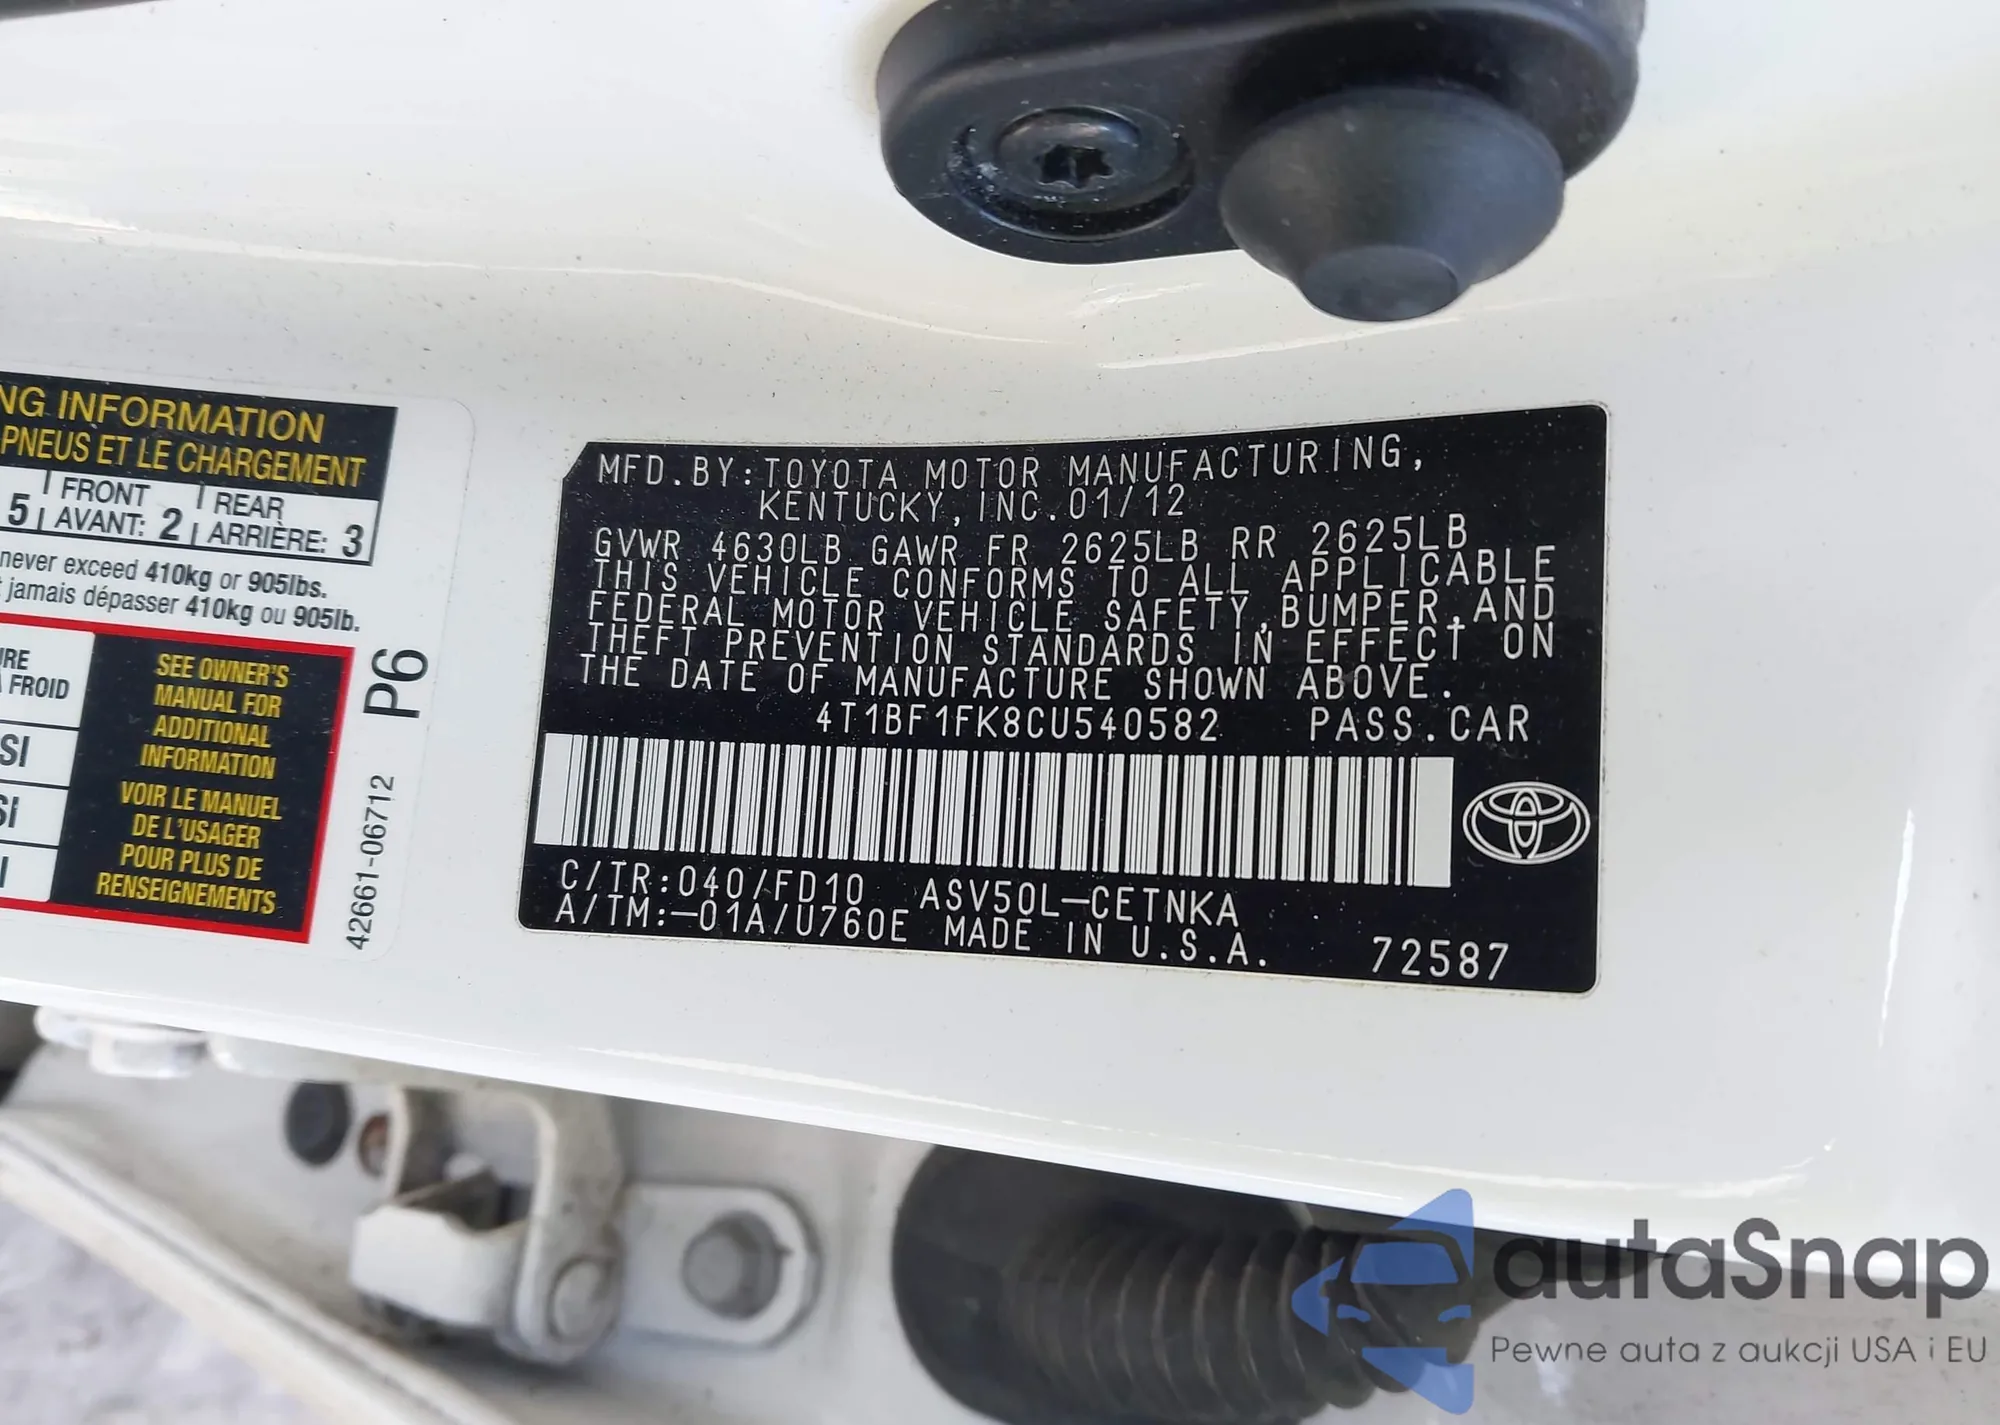 NG INFORMATION
PNEUS ET LE CHARGEMENT
5 FRONT AVANT: 2 REAR ARRIÈRE: 3
never exceed 410kg or 905lbs.
jamais dépasser 410kg ou 905lb.
FROID
SEE OWNER'S
MANUAL FOR
ADDITIONAL
INFORMATION
VOIR LE MANUEL
DE L'USAGER
POUR PLUS DE
RENSEIGNEMENTS
P6
42661-06712
MFD.BY:TOYOTA MOTOR MANUFACTURING,
KENTUCKY,INC.01/12
GVWR 4630LB GAWR FR 2625LB RR 2625LB
THIS VEHICLE CONFORMS TO ALL APPLICABLE
FEDERAL MOTOR VEHICLE SAFETY,BUMPER,AND
THEFT PREVENTION STANDARDS IN EFFECT ON
THE DATE OF MANUFACTURE SHOWN ABOVE.
4T1BF1FK8CU540582 PASS.CAR
C/TR:040/FD10 ASV50L-CETNKA
A/TM:-01A/U760E MADE IN U.S.A. 72587
autaSnap
Pewne auta z aukcji USA i EU